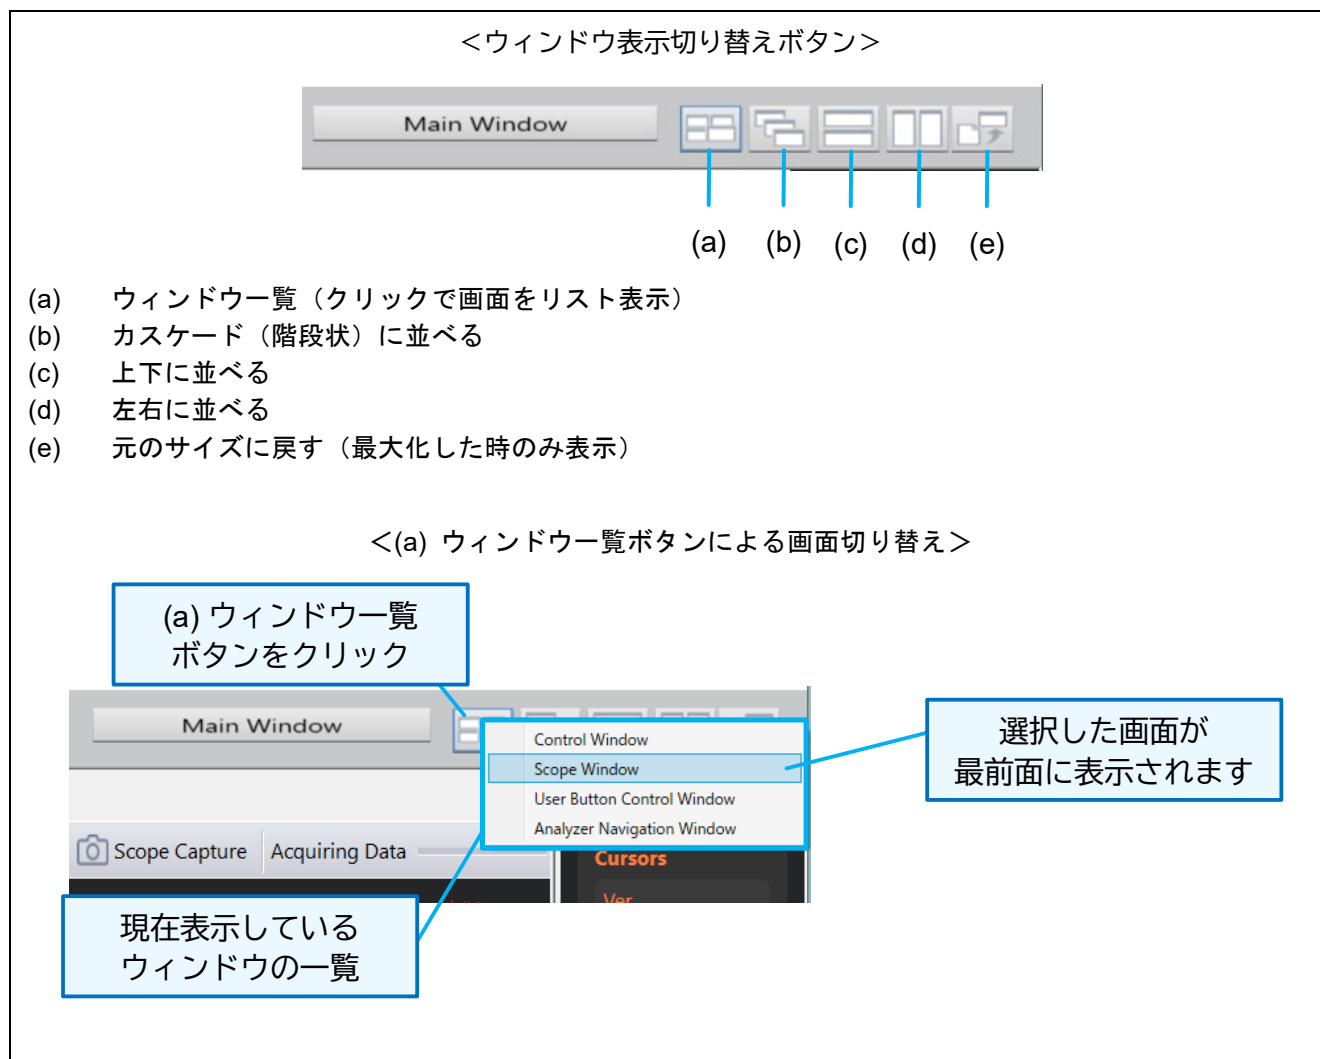 ＜ウィンドウ表示切り替えボタン＞
Main Window
(a) (b) (c) (d) (e)
(a) ウィンドウ一覧（クリックで画面をリスト表示）
(b) カスケード（階段状）に並べる
(c) 上下に並べる
(d) 左右に並べる
(e) 元のサイズに戻す（最大化した時のみ表示）
＜(a) ウィンドウ一覧ボタンによる画面切り替え＞
(a) ウィンドウ一覧
ボタンをクリック
Main Window
Control Window
Scope Window
User Button Control Window
Analyzer Navigation Window
選択した画面が
最前面に表示されます
Scope Capture Acquiring Data
Cursors
Ver
現在表示している
ウィンドウの一覧